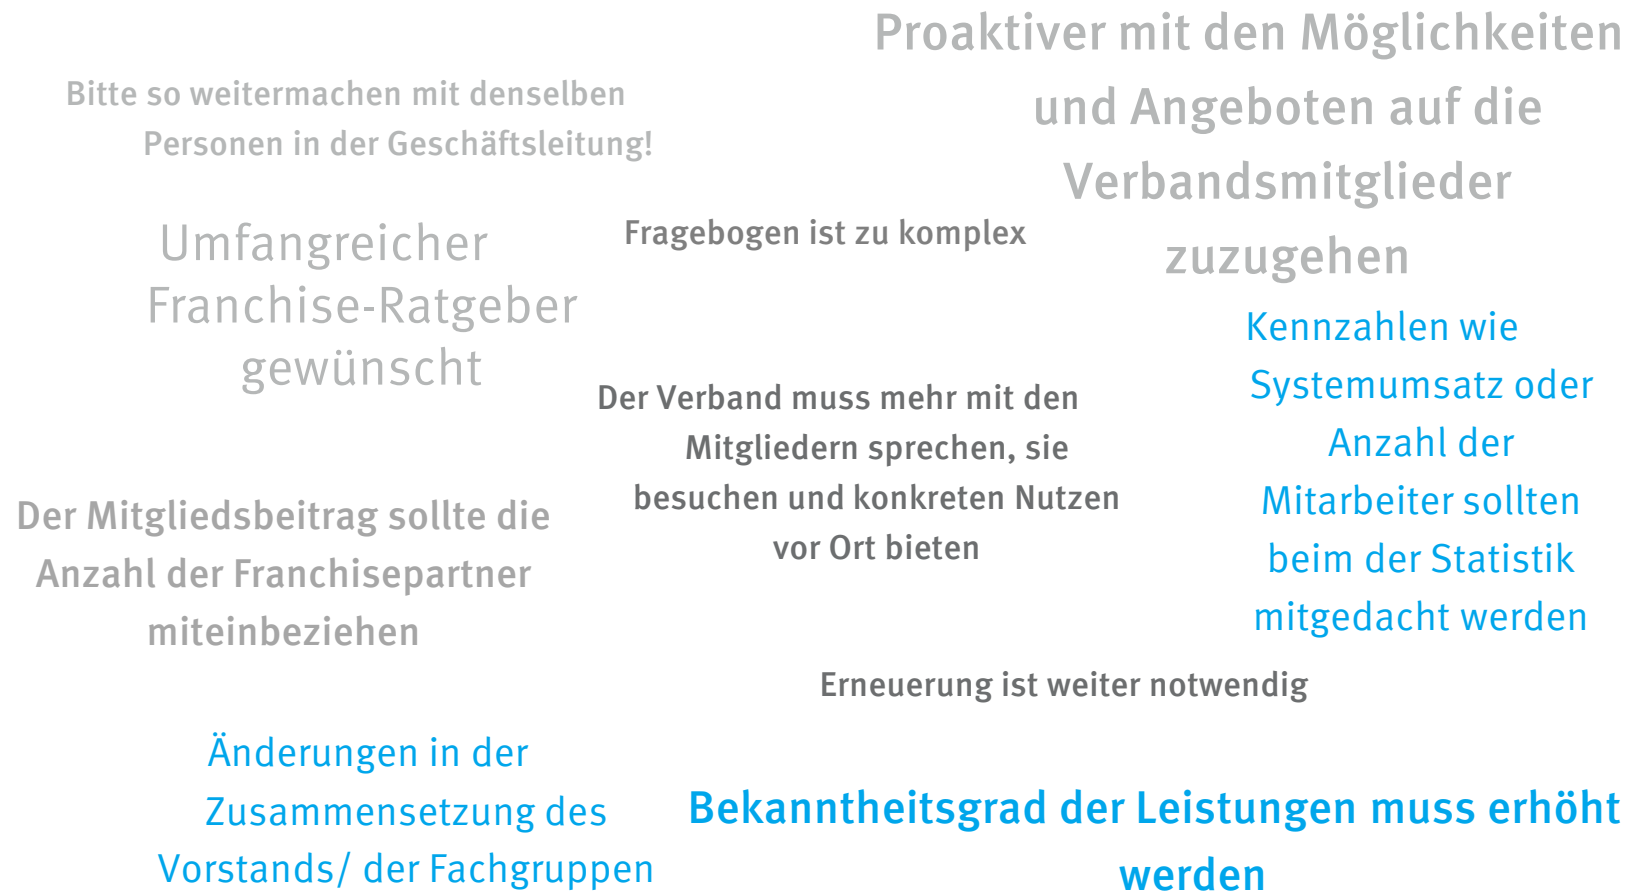 Proaktiver mit den Möglichkeiten
und Angeboten auf die
Verbandsmitglieder
zuzugehen
Bitte so weitermachen mit denselben
Personen in der Geschäftsleitung!
Umfangreicher
Franchise-Ratgeber
gewünscht
Fragebogen ist zu komplex
Kennzahlen wie
Systemumsatz oder
Anzahl der
Mitarbeiter sollten
beim der Statistik
mitgedacht werden
Der Verband muss mehr mit den
Mitgliedern sprechen, sie
besuchen und konkreten Nutzen
vor Ort bieten
Der Mitgliedsbeitrag sollte die
Anzahl der Franchisepartner
miteinbeziehen
Erneuerung ist weiter notwendig
Änderungen in der
Zusammensetzung des
Vorstands/ der Fachgruppen
Bekanntheitsgrad der Leistungen muss erhöht
werden